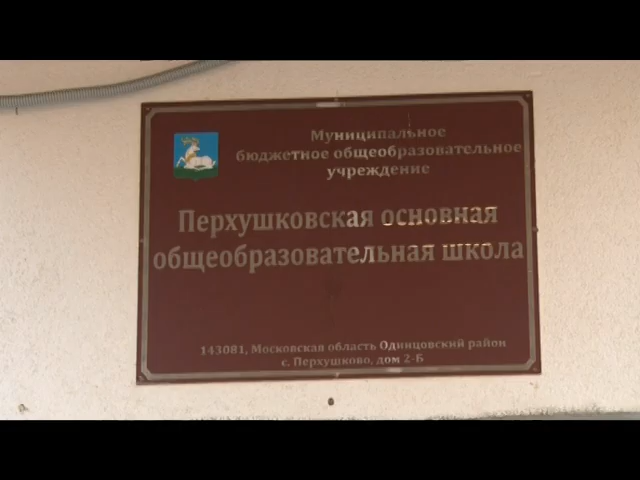 Муниципальное
бюджетное общеобразовательное
учреждение
Перхушковская основная
общеобразовательная школа
143081, Московская область Одинцовский район
с. Перхушково, дом 2-Б